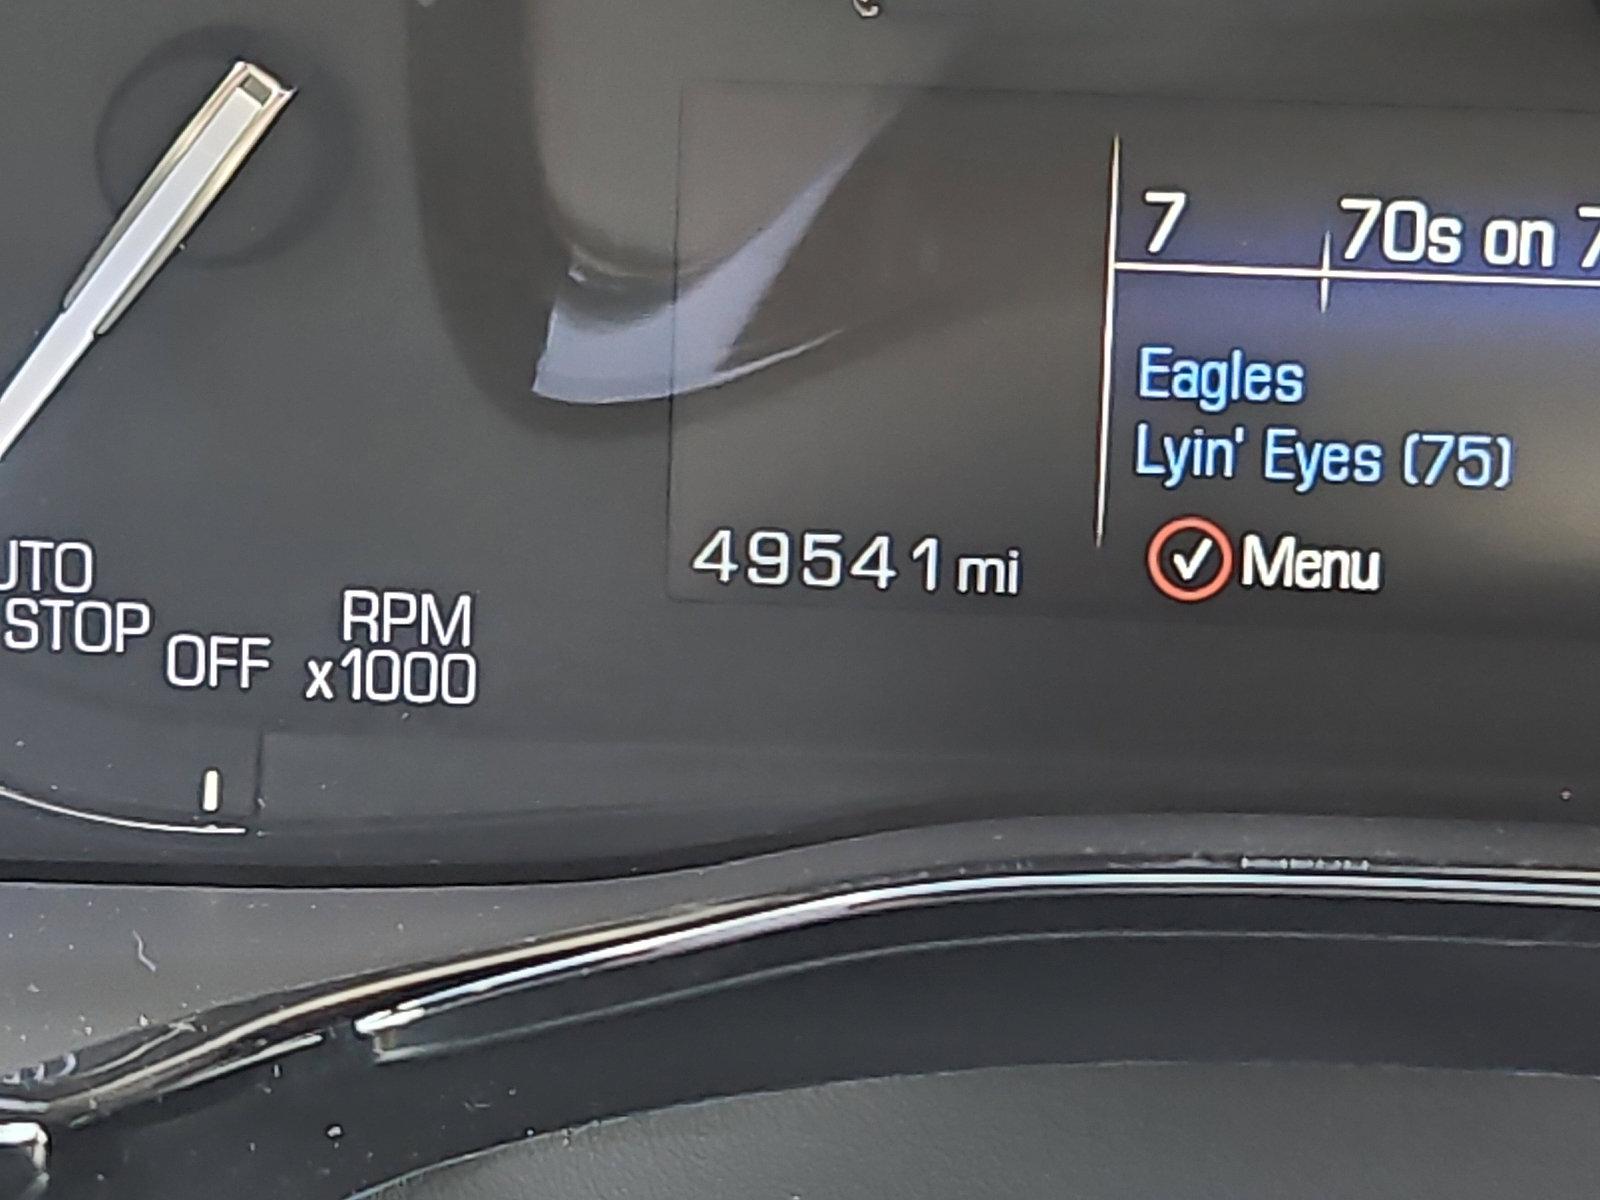 7 70s on 7
Eagles
Lyin' Eyes (75)
49541 mi
Menu
UTO
STOP
OFF
RPM
x1000